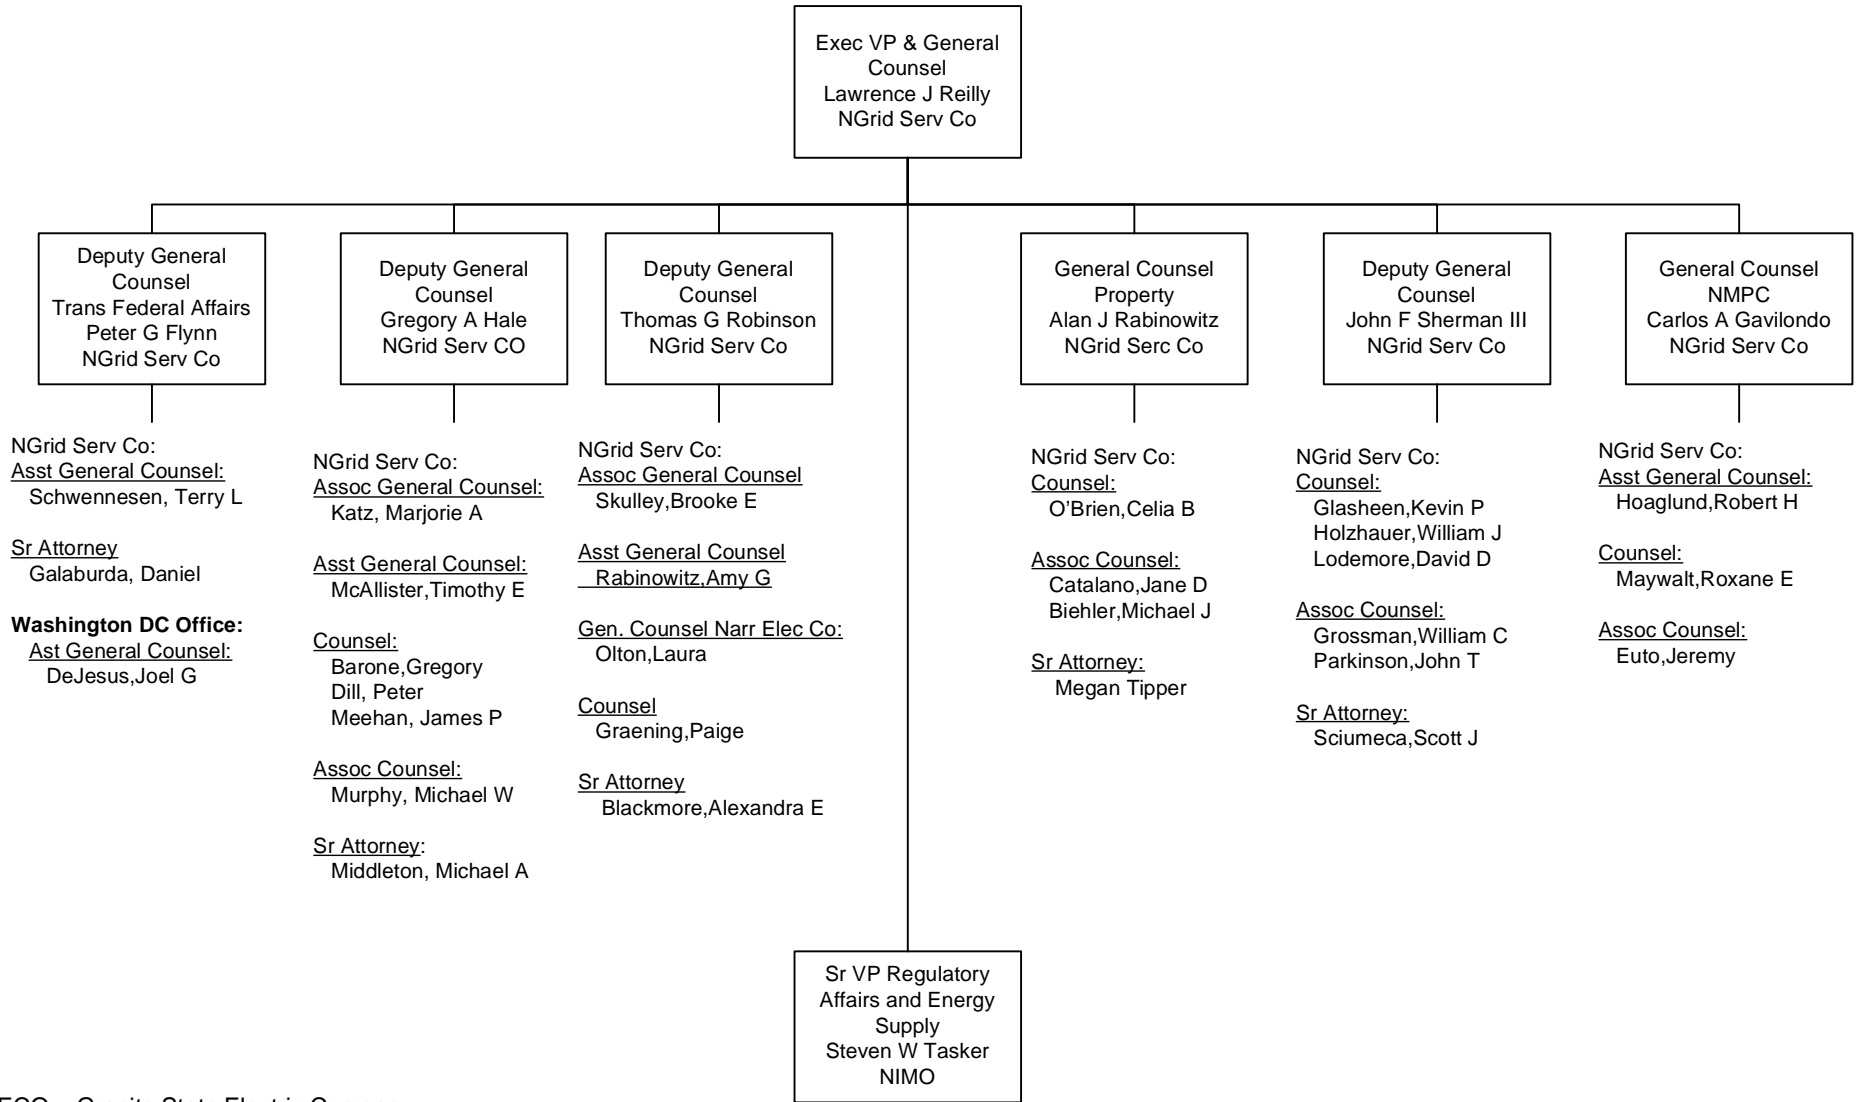 Exec VP & General
Counsel
Lawrence J Reilly
NGrid Serv Co
Deputy General
Counsel
Trans Federal Affairs
Peter G Flynn
NGrid Serv Co
Deputy General
Counsel
Gregory A Hale
NGrid Serv CO
Deputy General
Counsel
Thomas G Robinson
NGrid Serv Co
General Counsel
Property
Alan J Rabinowitz
NGrid Serc Co
Deputy General
Counsel
John F Sherman III
NGrid Serv Co
General Counsel
NMPC
Carlos A Gavilondo
NGrid Serv Co
NGrid Serv Co:
Asst General Counsel:
Schwennesen, Terry L
Sr Attorney
Galaburda, Daniel
Washington DC Office:
Ast General Counsel:
DeJesus,Joel G
NGrid Serv Co:
Assoc General Counsel:
Katz, Marjorie A
Asst General Counsel:
McAllister,Timothy E
Counsel:
Barone,Gregory
Dill, Peter
Meehan, James P
Assoc Counsel:
Murphy, Michael W
Sr Attorney:
Middleton, Michael A
NGrid Serv Co:
Assoc General Counsel
Skulley,Brooke E
Asst General Counsel
Rabinowitz,Amy G
Gen. Counsel Narr Elec Co:
Olton,Laura
Counsel
Graening,Paige
Sr Attorney
Blackmore,Alexandra E
NGrid Serv Co:
Counsel:
O'Brien,Celia B
Assoc Counsel:
Catalano,Jane D
Biehler,Michael J
Sr Attorney:
Megan Tipper
NGrid Serv Co:
Counsel:
Glasheen,Kevin P
Holzhauer,William J
Lodemore,David D
Assoc Counsel:
Grossman,William C
Parkinson,John T
Sr Attorney:
Sciumeca,Scott J
NGrid Serv Co:
Asst General Counsel:
Hoaglund,Robert H
Counsel:
Maywalt,Roxane E
Assoc Counsel:
Euto,Jeremy
Sr VP Regulatory
Affairs and Energy
Supply
Steven W Tasker
NIMO